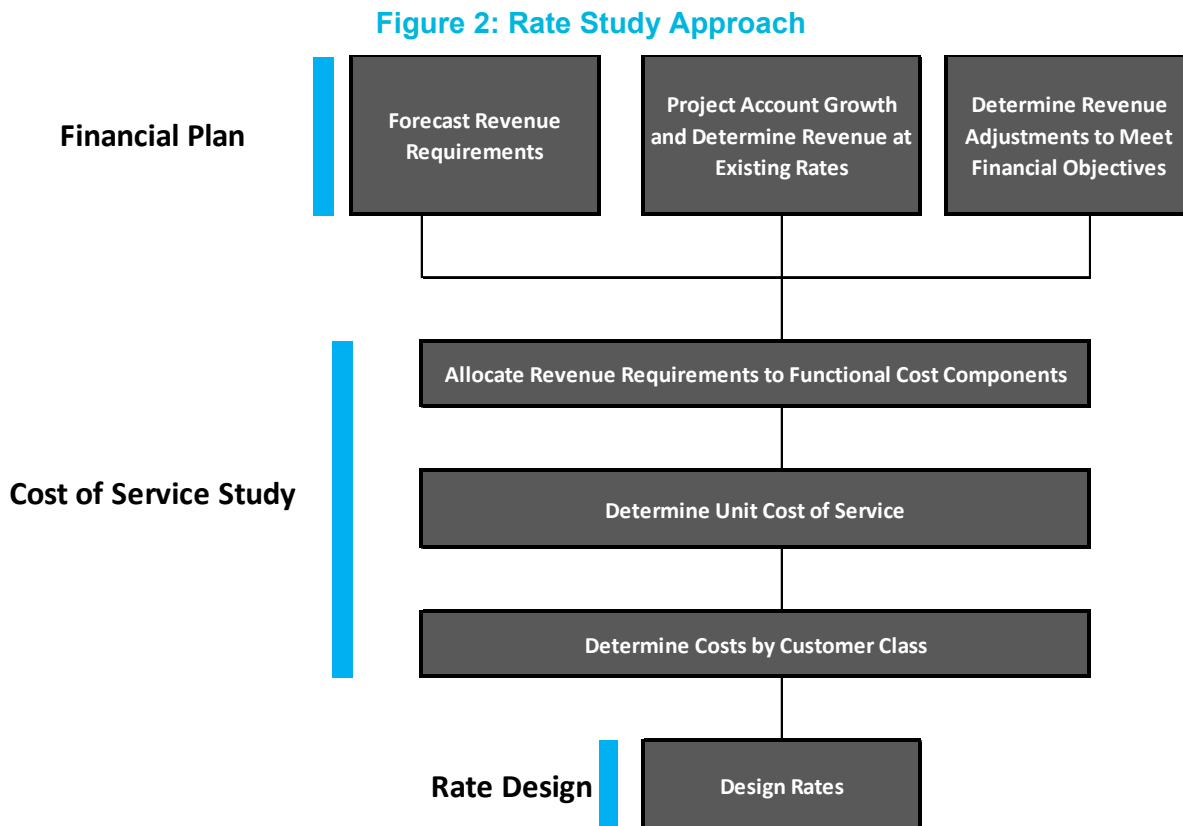 Figure 2: Rate Study Approach
Financial Plan
Forecast Revenue
Requirements
Project Account Growth
and Determine Revenue at
Existing Rates
Determine Revenue
Adjustments to Meet
Financial Objectives
Cost of Service Study
Allocate Revenue Requirements to Functional Cost Components
Determine Unit Cost of Service
Determine Costs by Customer Class
Rate Design
Design Rates